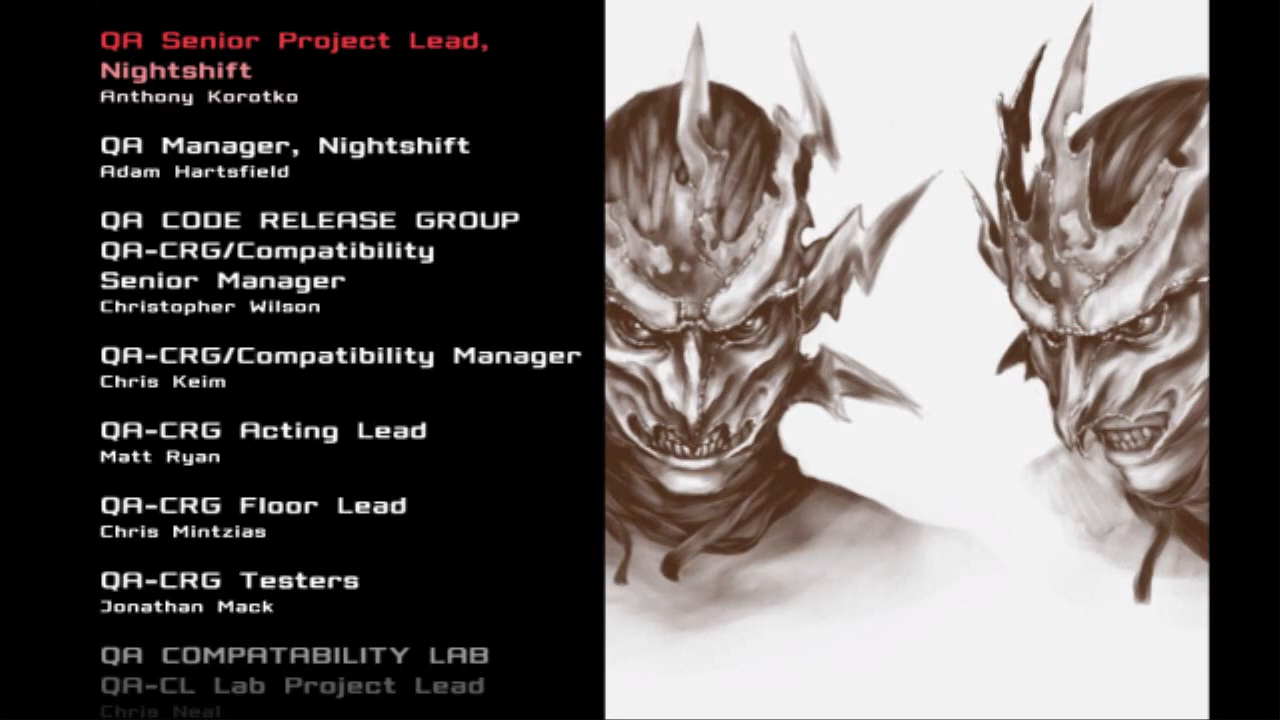 QA Senior Project Lead,
Nightshift
Anthony Korotko
QA Manager, Nightshift
Adam Hartsfield
QA CODE RELEASE GROUP
QA-CRG/Compatibility
Senior Manager
Christopher Wilson
QA-CRG/Compatibility Manager
Chris Keim
QA-CRG Acting Lead
Matt Ryan
QA-CRG Floor Lead
Chris Mintzias
QA-CRG Testers
Jonathan Mack
QA COMPATABILITY LAB
QA-CL Lab Project Lead
Chris Neal